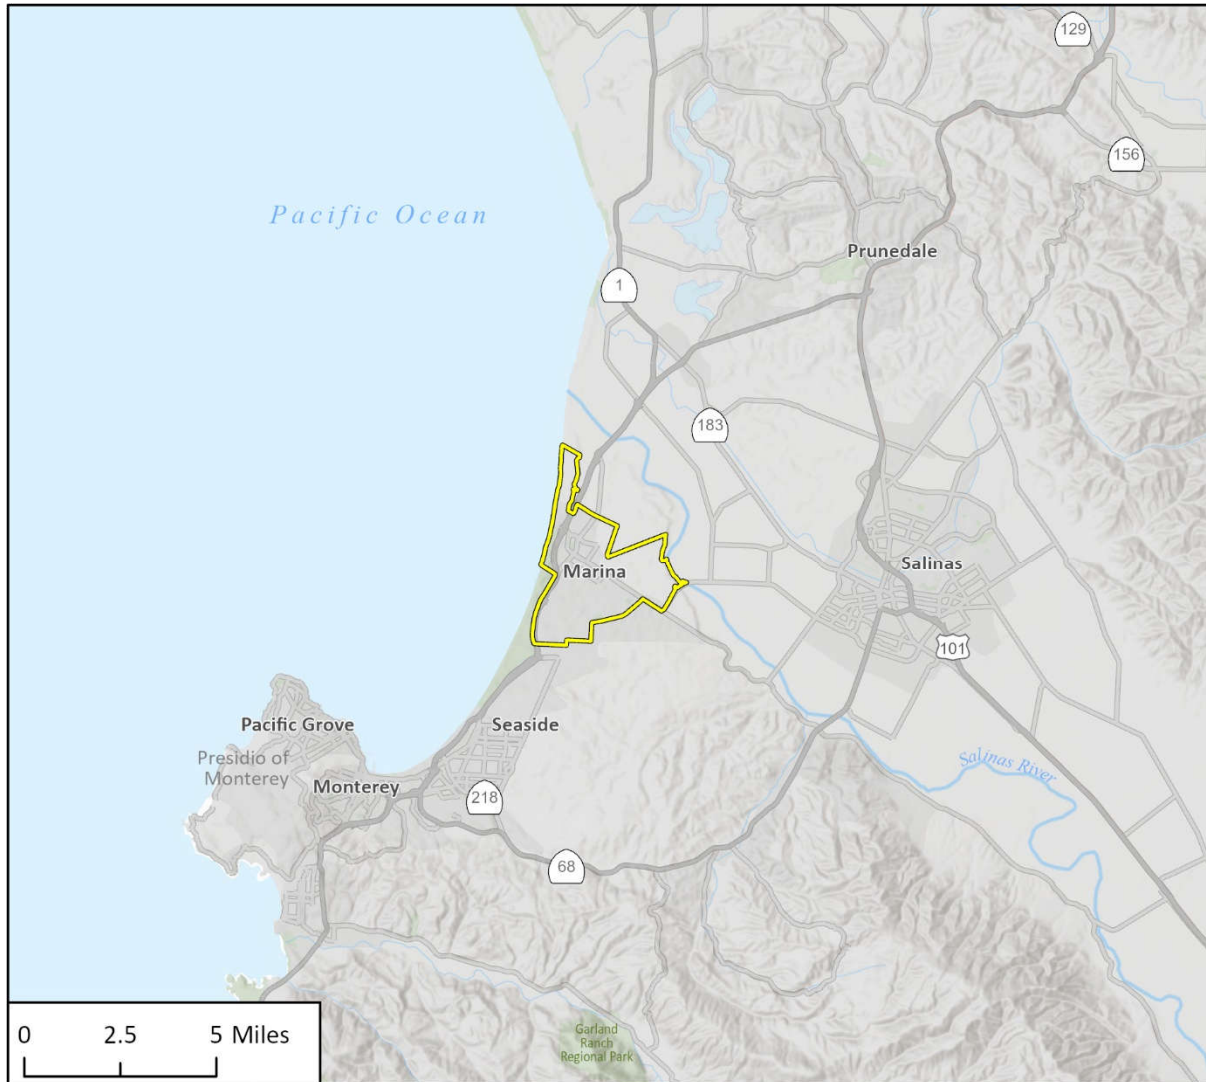 129
156
Pacific Ocean
Prunedale
1
183
Salinas
Marina
101
Pacific Grove
Seaside
Presidio of
Monterey
Monterey
Salinas River
218
68
0 2.5 5 Miles
Garland
Ranch
Regional Park